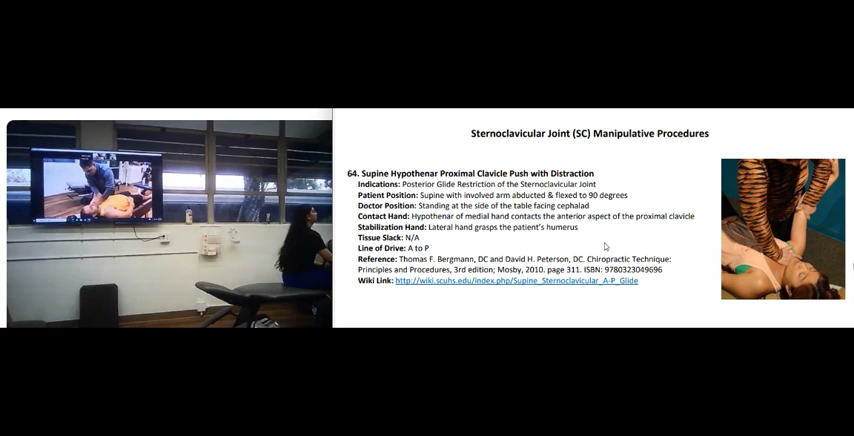 Sternoclavicular Joint (SC) Manipulative Procedures
64. Supine Hypothenar Proximal Clavicle Push with Distraction
Indications: Posterior Glide Restriction of the Sternoclavicular Joint
Patient Position: Supine with involved arm abducted & flexed to 90 degrees
Doctor Position: Standing at the side of the table facing cephalad
Contact Hand: Hypothenar of medial hand contacts the anterior aspect of the proximal clavicle
Stabilization Hand: Lateral hand grasps the patient's humerus
Tissue Slack: N/A
Line of Drive: A to P
Reference: Thomas F. Bergmann, DC and David H. Peterson, DC. Chiropractic Technique:
Principles and Procedures, 3rd edition; Mosby, 2010. page 311. ISBN: 9780323049696
Wiki Link: http://wiki.scuhs.edu/index.php/Supine_Sternoclavicular_A-P_Glide